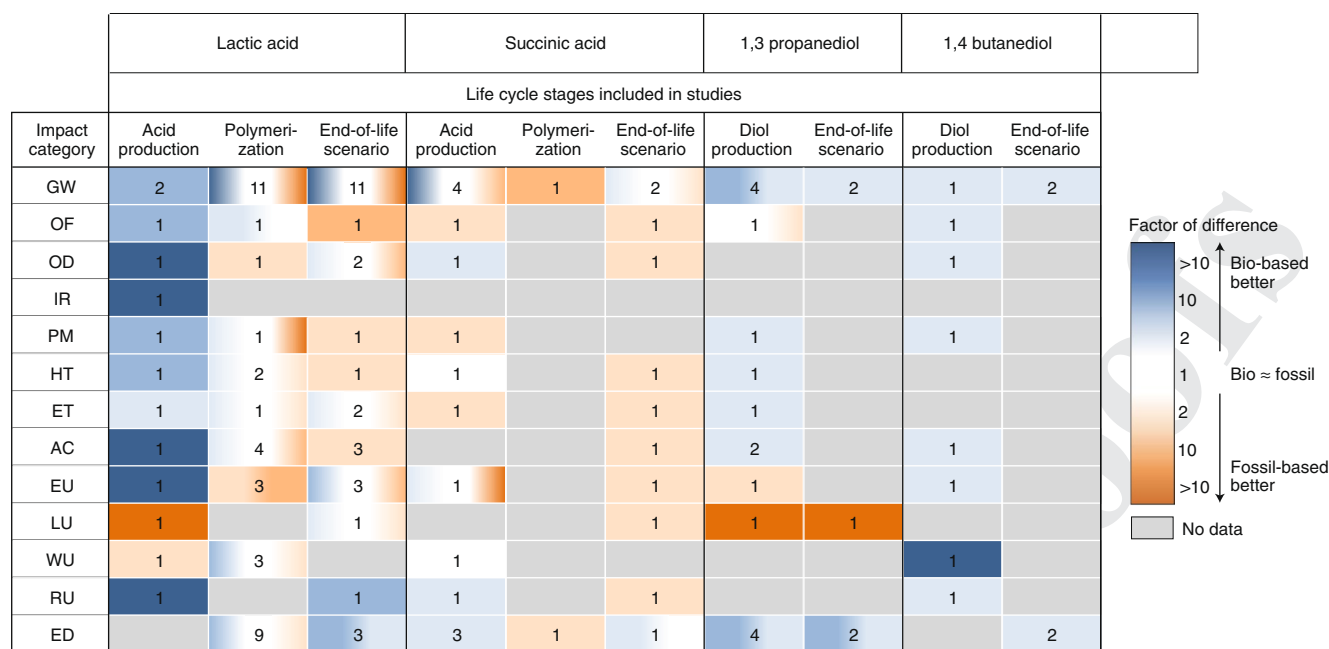 Lactic acid Succinic acid 1,3 propanediol 1,4 butanediol
Life cycle stages included in studies
Impact category Acid production Polymeri-zation End-of-life scenario Acid production Polymeri-zation End-of-life scenario Diol production End-of-life scenario Diol production End-of-life scenario
GW 2 11 11 4 1 2 4 2 1 2
OF 1 1 1 1 1 1 1
OD 1 1 2 1 1 1
IR 1
PM 1 1 1 1 1 1
HT 1 2 1 1 1 1
ET 1 1 2 1 1 1
AC 1 4 3 1 2 1
EU 1 3 3 1 1 1 1
LU 1 1 1 1 1
WU 1 3 1 1
RU 1 1 1 1 1
ED 9 3 3 1 1 4 2 2
Factor of difference
>10
10
2
1
2
10
>10
Bio-based
better
Bio ≈ fossil
Fossil-based
better
No data